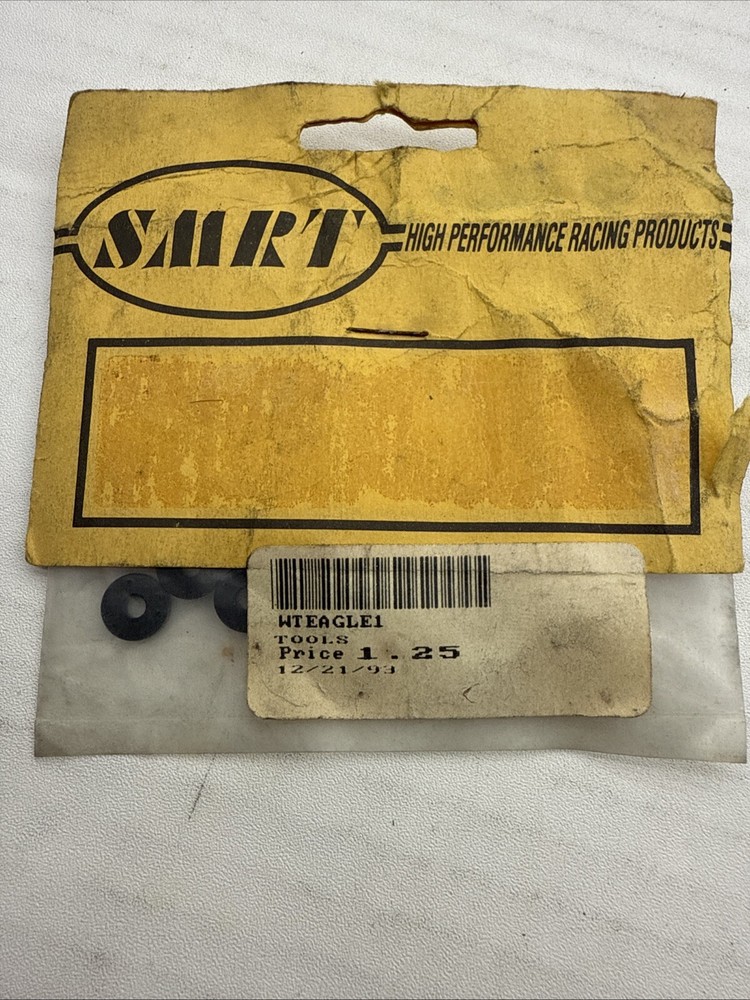 SMRT
HIGH PERFORMANCE RACING PRODUCTS
WTEAGLE1
TOOLS
Price 1.25
12/21/93